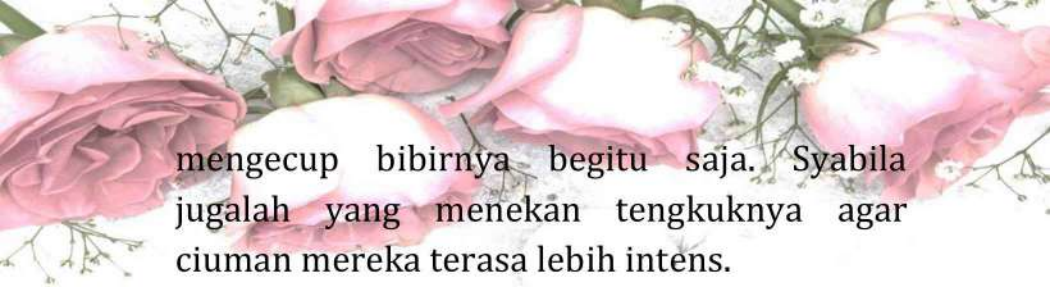 mengecup bibirnya begitu saja. Syabila
jugalah yang menekan tengkuknya agar
ciuman mereka terasa lebih intens.